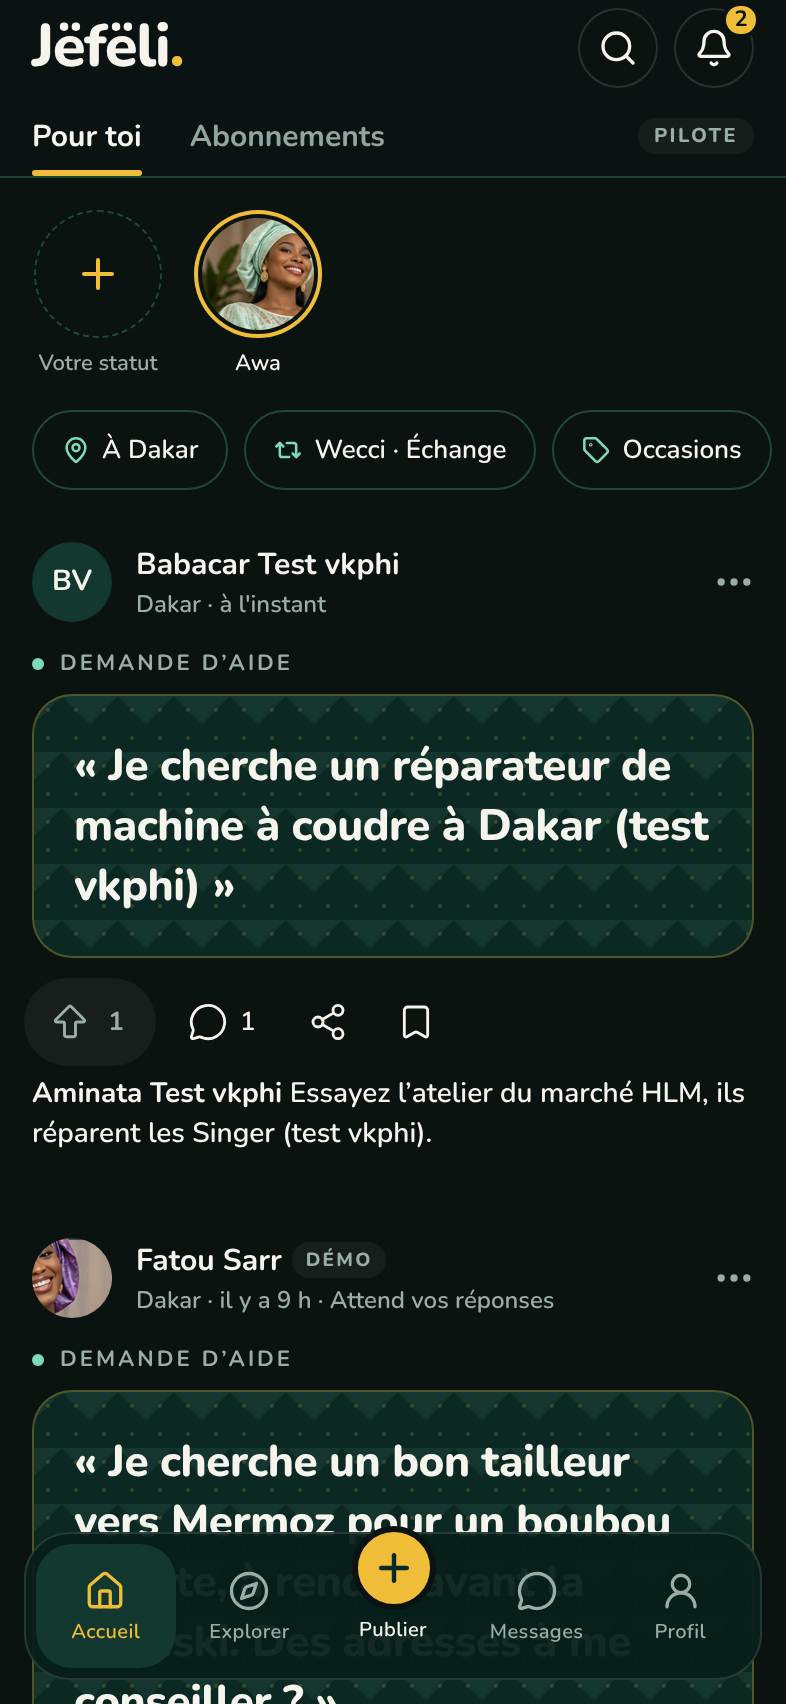 Jëfëli.
2
Pour toi
Abonnements
PILOTE
Votre statut
Awa
À Dakar
Wecci · Échange
Occasions
BV
Babacar Test vkphi
Dakar · à l'instant
DEMANDE D’AIDE
« Je cherche un réparateur de
machine à coudre à Dakar (test
vkphi) »
1
1
Aminata Test vkphi Essayez l’atelier du marché HLM, ils
réparent les Singer (test vkphi).
Fatou Sarr
DÉMO
Dakar · il y a 9 h · Attend vos réponses
DEMANDE D’AIDE
« Je cherche un bon tailleur
vers Mermoz pour un boubou
Des adresses à me
conseiller ? »
Accueil
Explorer
Publier
Messages
Profil